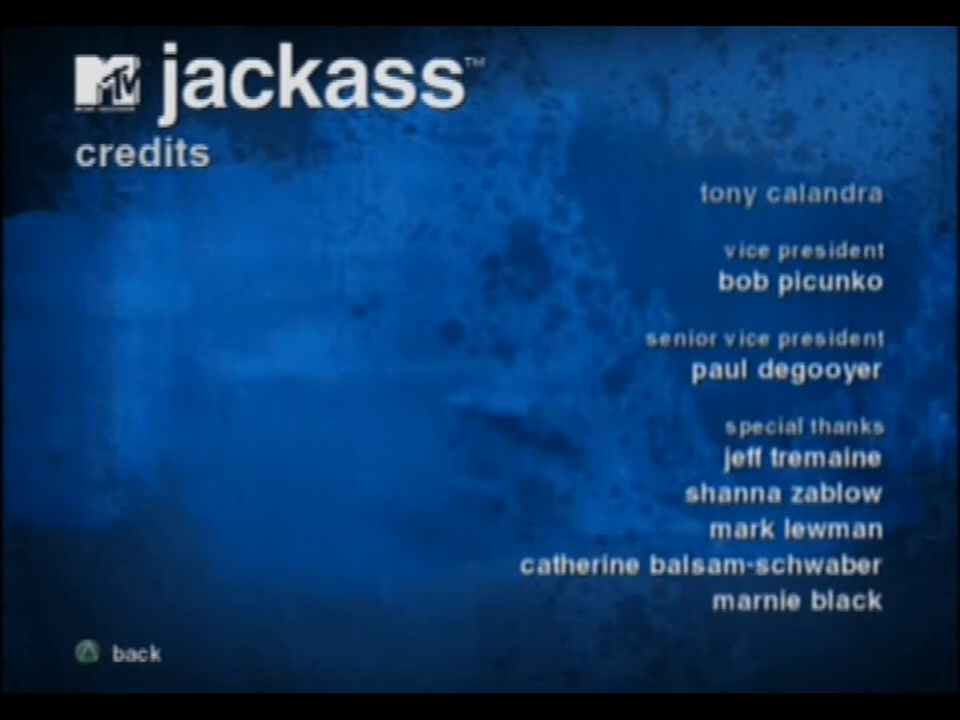 MTV jackass™
credits
tony calandra
vice president
bob picunko
senior vice president
paul degooyer
special thanks
jeff tremaine
shanna zablow
mark lewman
catherine balsam-schwaber
marnie black
back